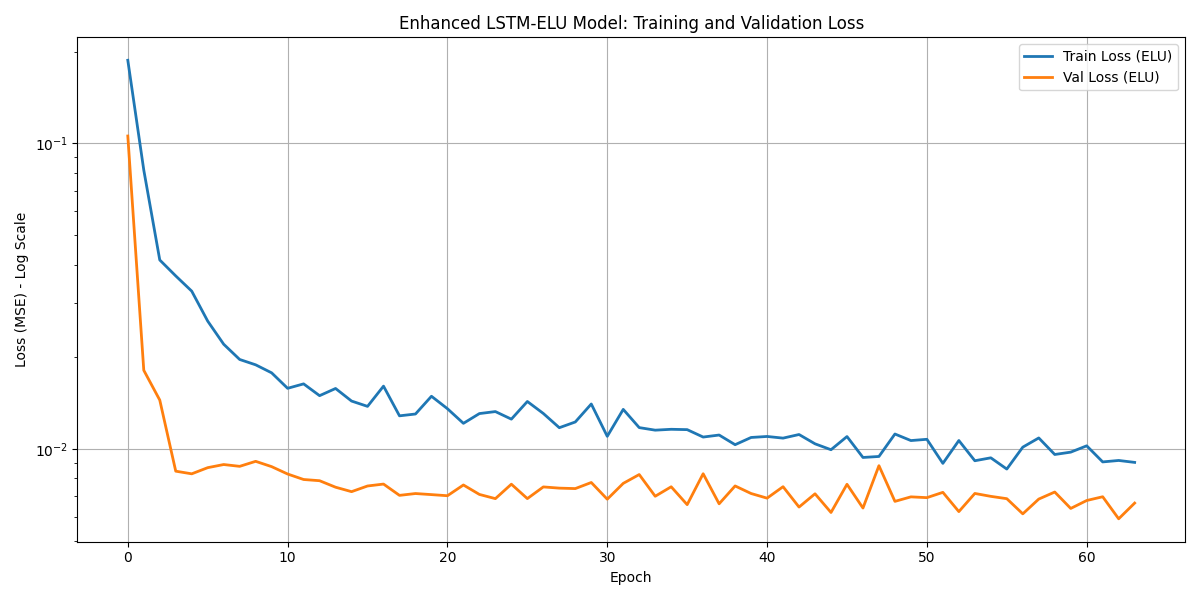 Enhanced LSTM-ELU Model: Training and Validation Loss
Train Loss (ELU)
Val Loss (ELU)
Loss (MSE) - Log Scale
10⁻¹
10⁻²
0 10 20 30 40 50 60
Epoch